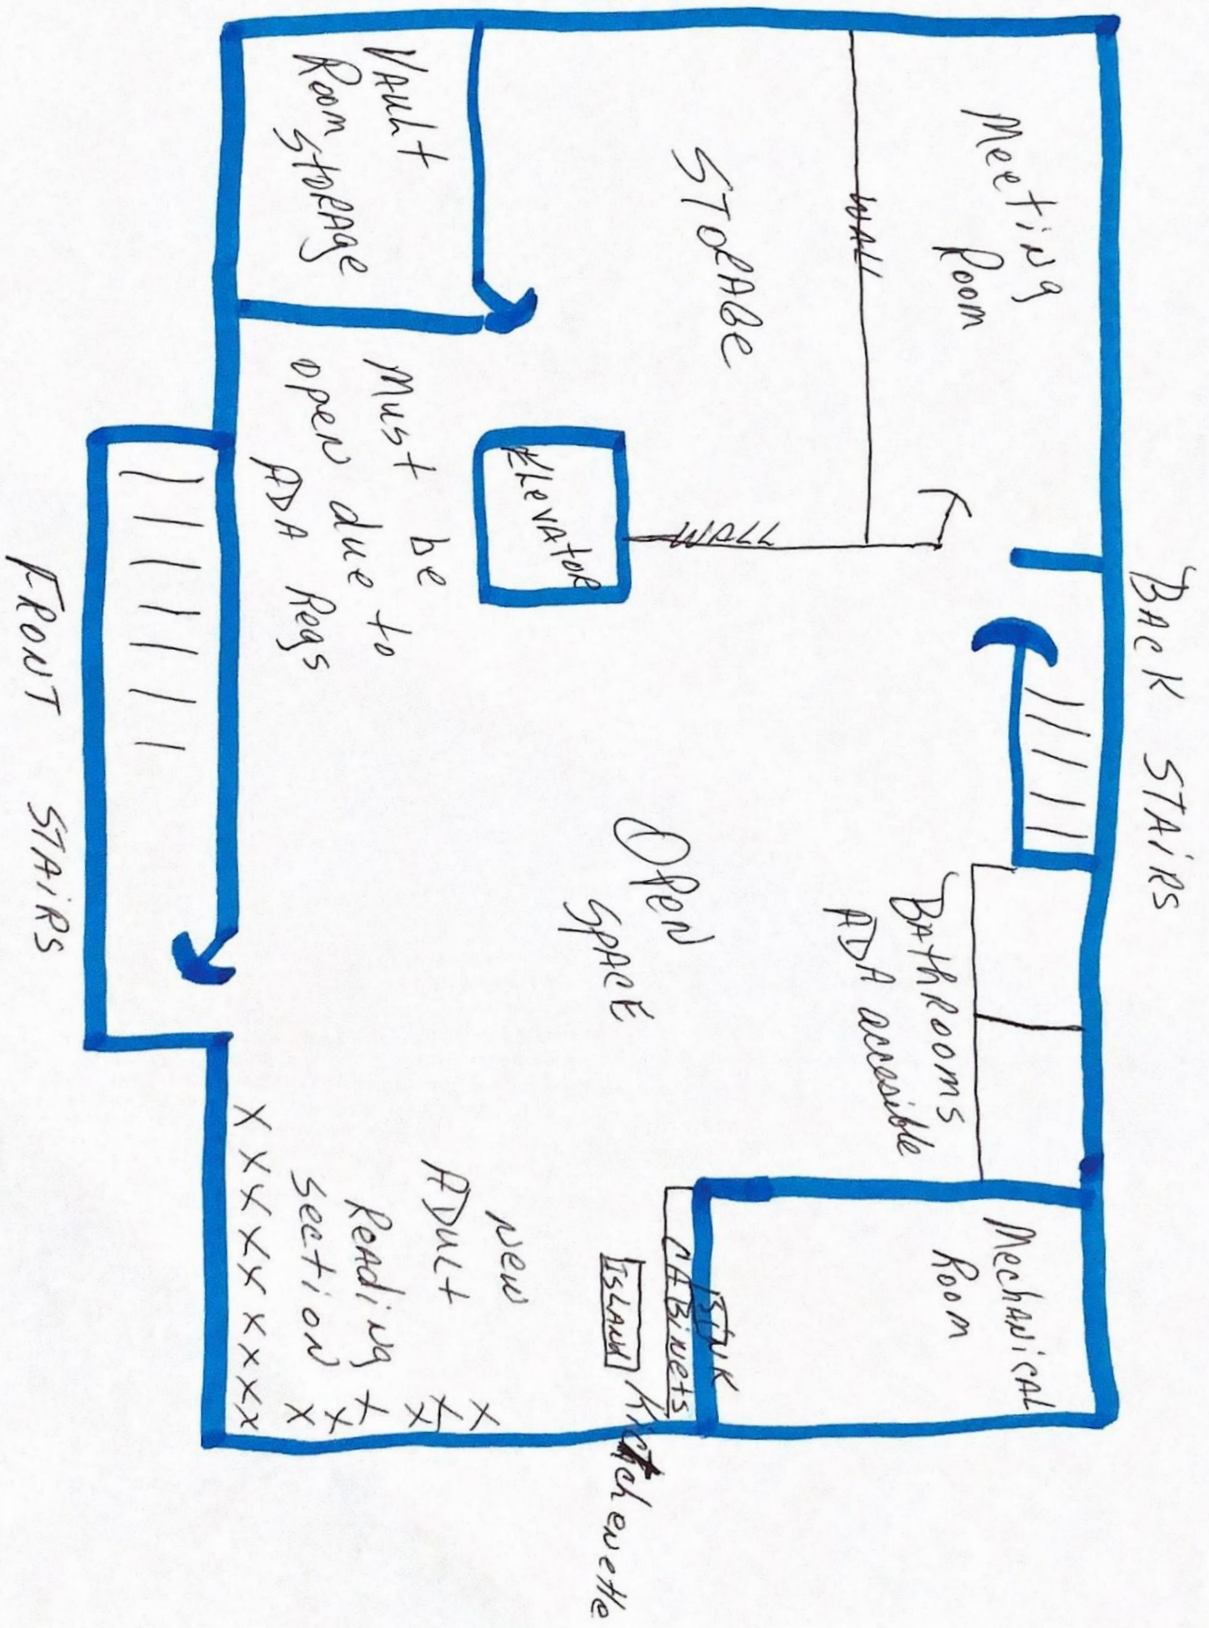 BACK STAIRS
Meeting
Room
WALL
STORAGE
WALL
BATHROOMS
ADA accesible
Mechanical
Room
SINK
CABinets
ISLAND
Kitchenette
OPEN
SPACE
Elevator
VAULT
Room
STORAGE
Must be
open due to
ADA Regs
New
ADULT
Reading
section
FRONT STAIRS